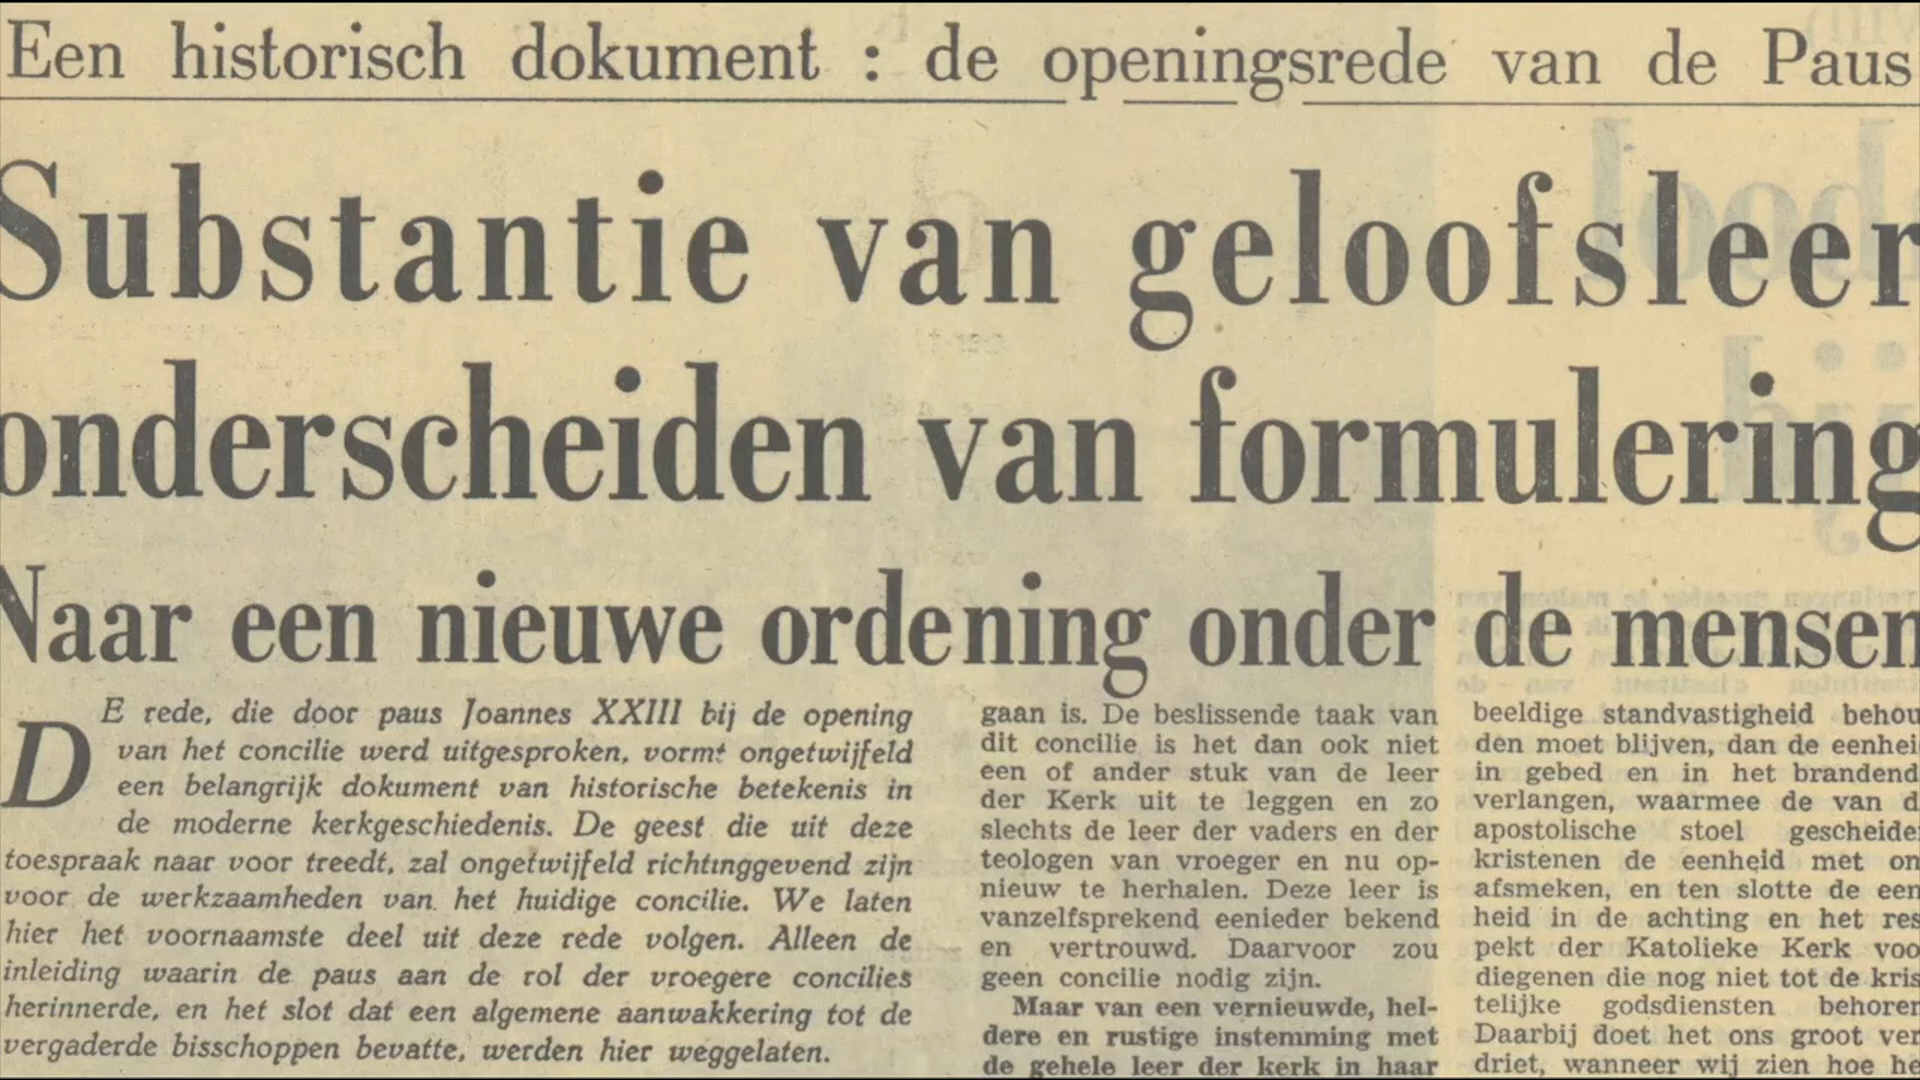 Een historisch dokument : de openingsrede van de Paus
Substantie van geloofsleer
onderscheiden van formulering
Naar een nieuwe ordening onder de mensen
DE rede, die door paus Joannes XXIII bij de opening
van het concilie werd uitgesproken, vormt ongetwijfeld
een belangrijk dokument van historische betekenis in
de moderne kerkgeschiedenis. De geest die uit deze
toespraak naar voor treedt, zal ongetwijfeld richtinggevend zijn
voor de werkzaamheden van het huidige concilie. We laten
hier het voornaamste deel uit deze rede volgen. Alleen de
inleiding waarin de paus aan de rol der vroegere concilies
herinnerde, en het slot dat een algemene aanwakkering tot de
vergaderde bisschoppen bevatte, werden hier weggelaten.
gaan is. De beslissende taak van
dit concilie is het dan ook niet
een of ander stuk van de leer
der Kerk uit te leggen en zo
slechts de leer der vaders en der
teologen van vroeger en nu op-
nieuw te herhalen. Deze leer is
vanzelfsprekend eenieder bekend
en vertrouwd. Daarvoor zou
geen concilie nodig zijn.
Maar van een vernieuwde, hel-
dere en rustige instemming met
de gehele leer der kerk in haar
beeldige standvastigheid behou
den moet blijven, dan de eenhei
in gebed en in het brandend
verlangen, waarmee de van d
apostolische stoel gescheide
kristenen de eenheid met on
afsmeken, en ten slotte de een
heid in de achting en het res
pekt der Katolieke Kerk voo
diegenen die nog niet tot de kris
telijke godsdiensten behoren
Daarbij doet het ons groot ver
driet, wanneer wij zien hoe he